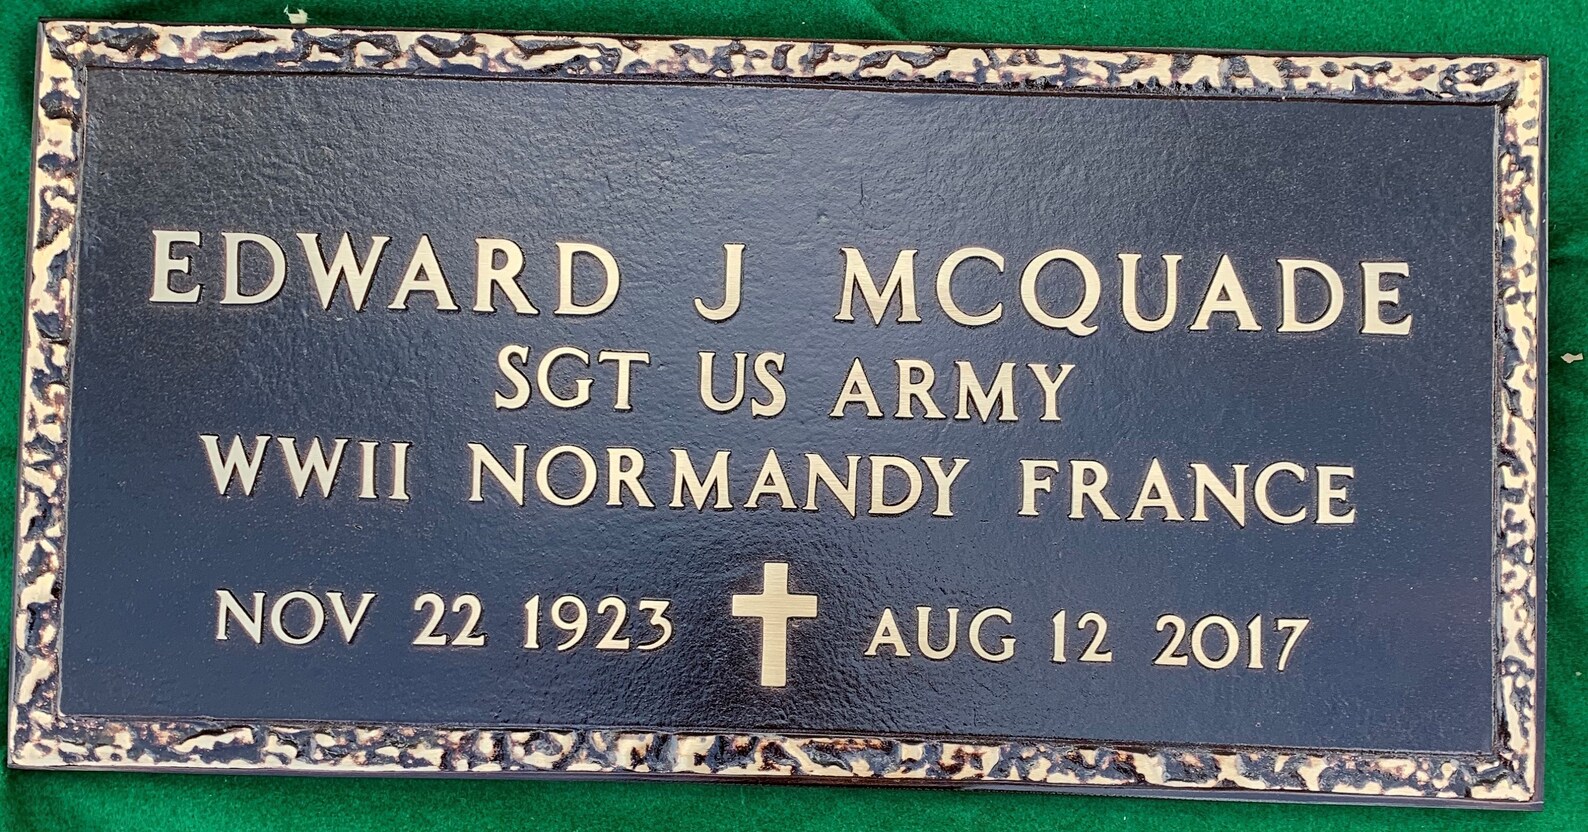 EDWARD J MCQUADE
SGT US ARMY
WWII NORMANDY FRANCE
NOV 22 1923 AUG 12 2017